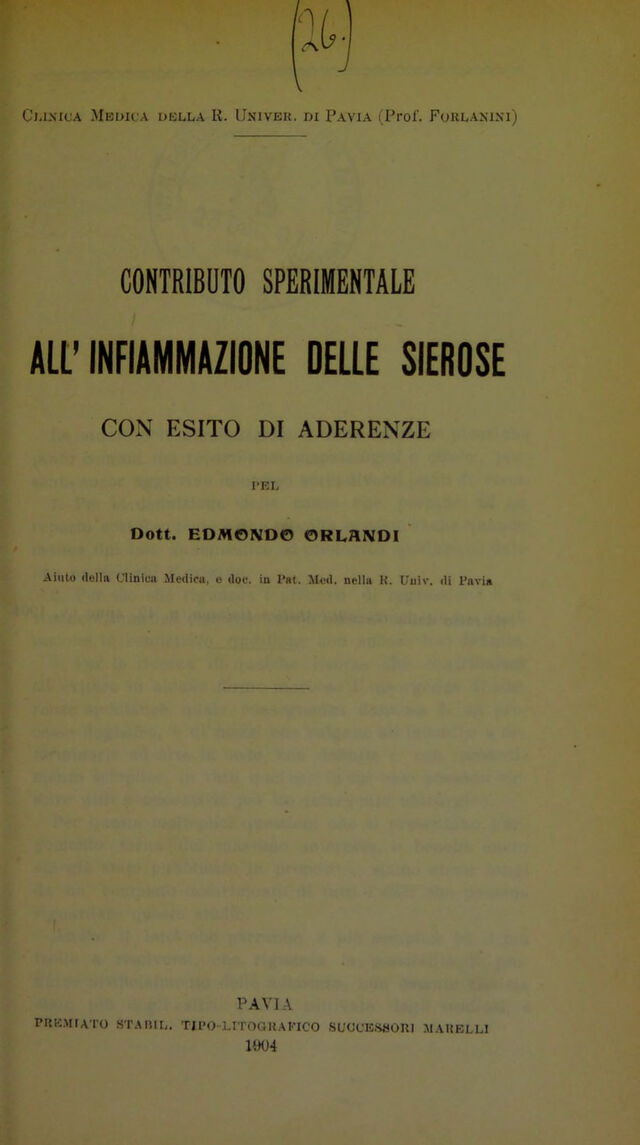 (26.)
Clinica Medica della R. Univer. di Pavia (Prof. Forlanini)
CONTRIBUTO SPERIMENTALE
ALL' INFIAMMAZIONE DELLE SIEROSE
CON ESITO DI ADERENZE
PEL
Dott. EDMONDO ORLANDI
Aiuto della Clinica Medica, e doc. in Pat. Med. nella R. Univ. di Pavia
PAVIA
PREMIATO STABIL. TIPO-LITOGRAFICO SUCCESSORI MARELLI
1904